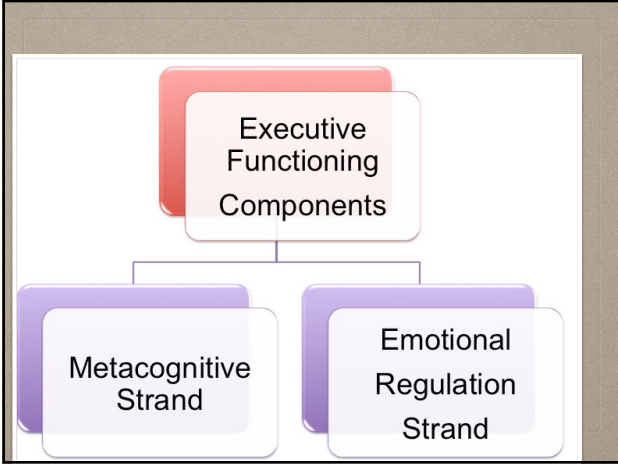 Executive
Functioning
Components
Metacognitive
Strand
Emotional
Regulation
Strand